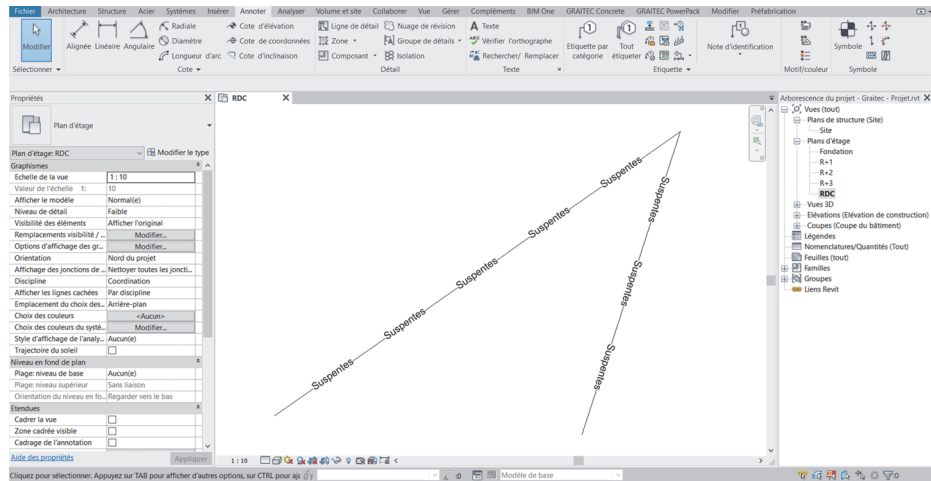 Fichier Architecture Structure Acier Systèmes Insérer Annoter Analyser Volume et site Collaborer Vue Gérer Compléments BIM One GRAITEC Concrete GRAITEC PowerPack Modifier Préfabrication
Modifier
Alignée Linéaire Angulaire
Radiale
Diamètre
Longueur d'arc
Cote d'élévation
Cote de coordonnées
Cote d'inclinaison
Ligne de détail
Zone
Composant
Nuage de révision
Groupe de détails
Isolation
Texte
Vérifier l'orthographe
Rechercher/ Remplacer
Etiquette par catégorie
Tout étiqueter
Note d'identification
Symbole
Sélectionner
Cote
Détail
Texte
Etiquette
Motif/couleur
Symbole
Propriétés
Plan d'étage
Plan d'étage: RDC Modifier le type
Graphismes
Echelle de la vue 1 : 10
Valeur de l'échelle 1: 10
Afficher le modèle Normal(e)
Niveau de détail Faible
Visibilité des éléments Afficher l'original
Remplacements visibilité / ... Modifier...
Options d'affichage des gr... Modifier...
Orientation Nord du projet
Affichage des jonctions de ... Nettoyer toutes les joncti...
Discipline Coordination
Afficher les lignes cachées Par discipline
Emplacement du choix des... Arrière-plan
Choix des couleurs <Aucun>
Choix des couleurs du systè... Modifier...
Style d'affichage de l'analy... Aucun(e)
Trajectoire du soleil
Niveau en fond de plan
Plage: niveau de base Aucun(e)
Plage: niveau supérieur Sans liaison
Orientation du niveau en fo... Regarder vers le bas
Etendues
Cadrer la vue
Zone cadrée visible
Cadrage de l'annotation
Aide des propriétés Appliquer
RDC
Suspentes
Suspentes
Suspentes
Suspentes
Suspentes
Suspentes
Suspentes
Suspentes
1 : 10
Arborescence du projet - Graitec - Projet.rvt
Vues (tout)
Plans de structure (Site)
Site
Plans d'étage
Fondation
R+1
R+2
R+3
RDC
Vues 3D
Elévations (Elévation de construction)
Coupes (Coupe du bâtiment)
Légendes
Nomenclatures/Quantités (Tout)
Feuilles (tout)
Familles
Groupes
Liens Revit
Cliquez pour sélectionner. Appuyez sur TAB pour afficher d'autres options, sur CTRL pour ajo :0 Modèle de base :0